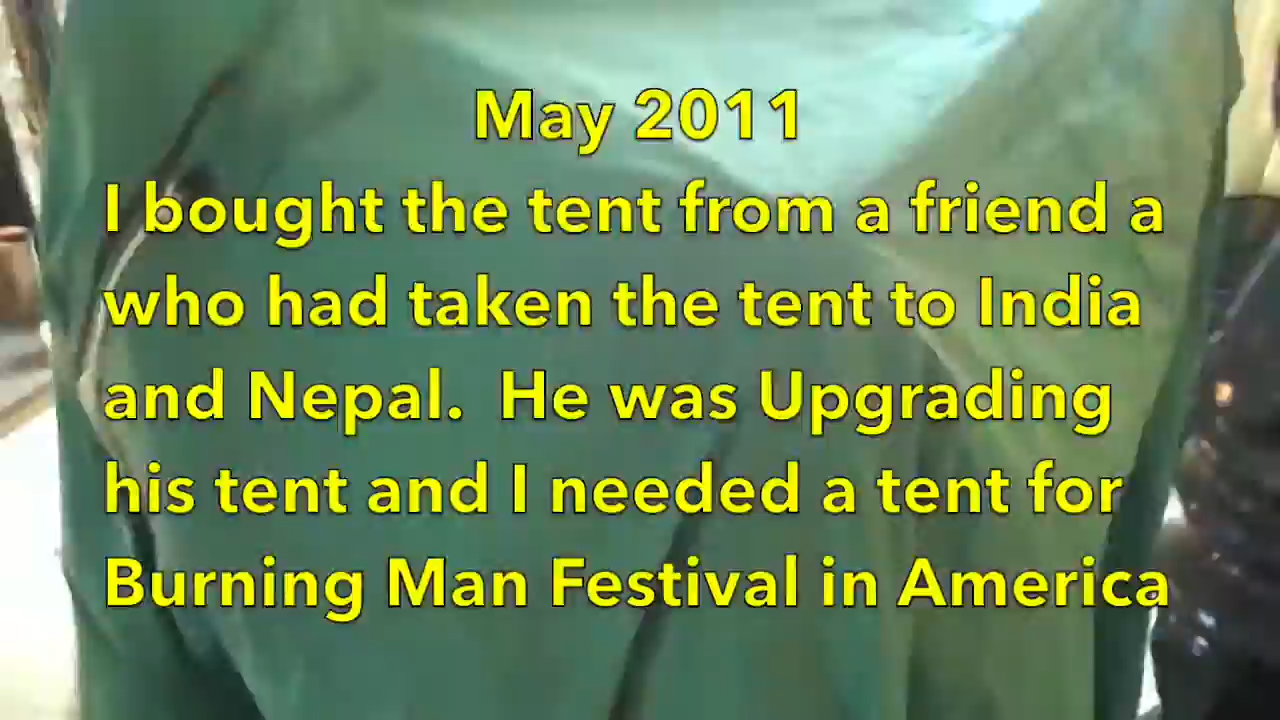 May 2011
I bought the tent from a friend a
who had taken the tent to India
and Nepal.  He was Upgrading
his tent and I needed a tent for
Burning Man Festival in America